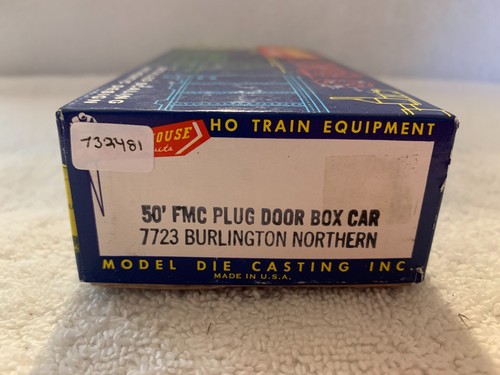 732481
OUSE
HO TRAIN EQUIPMENT
50' FMC PLUG DOOR BOX CAR
7723 BURLINGTON NORTHERN
MODEL DIE CASTING INC.
MADE IN U.S.A.